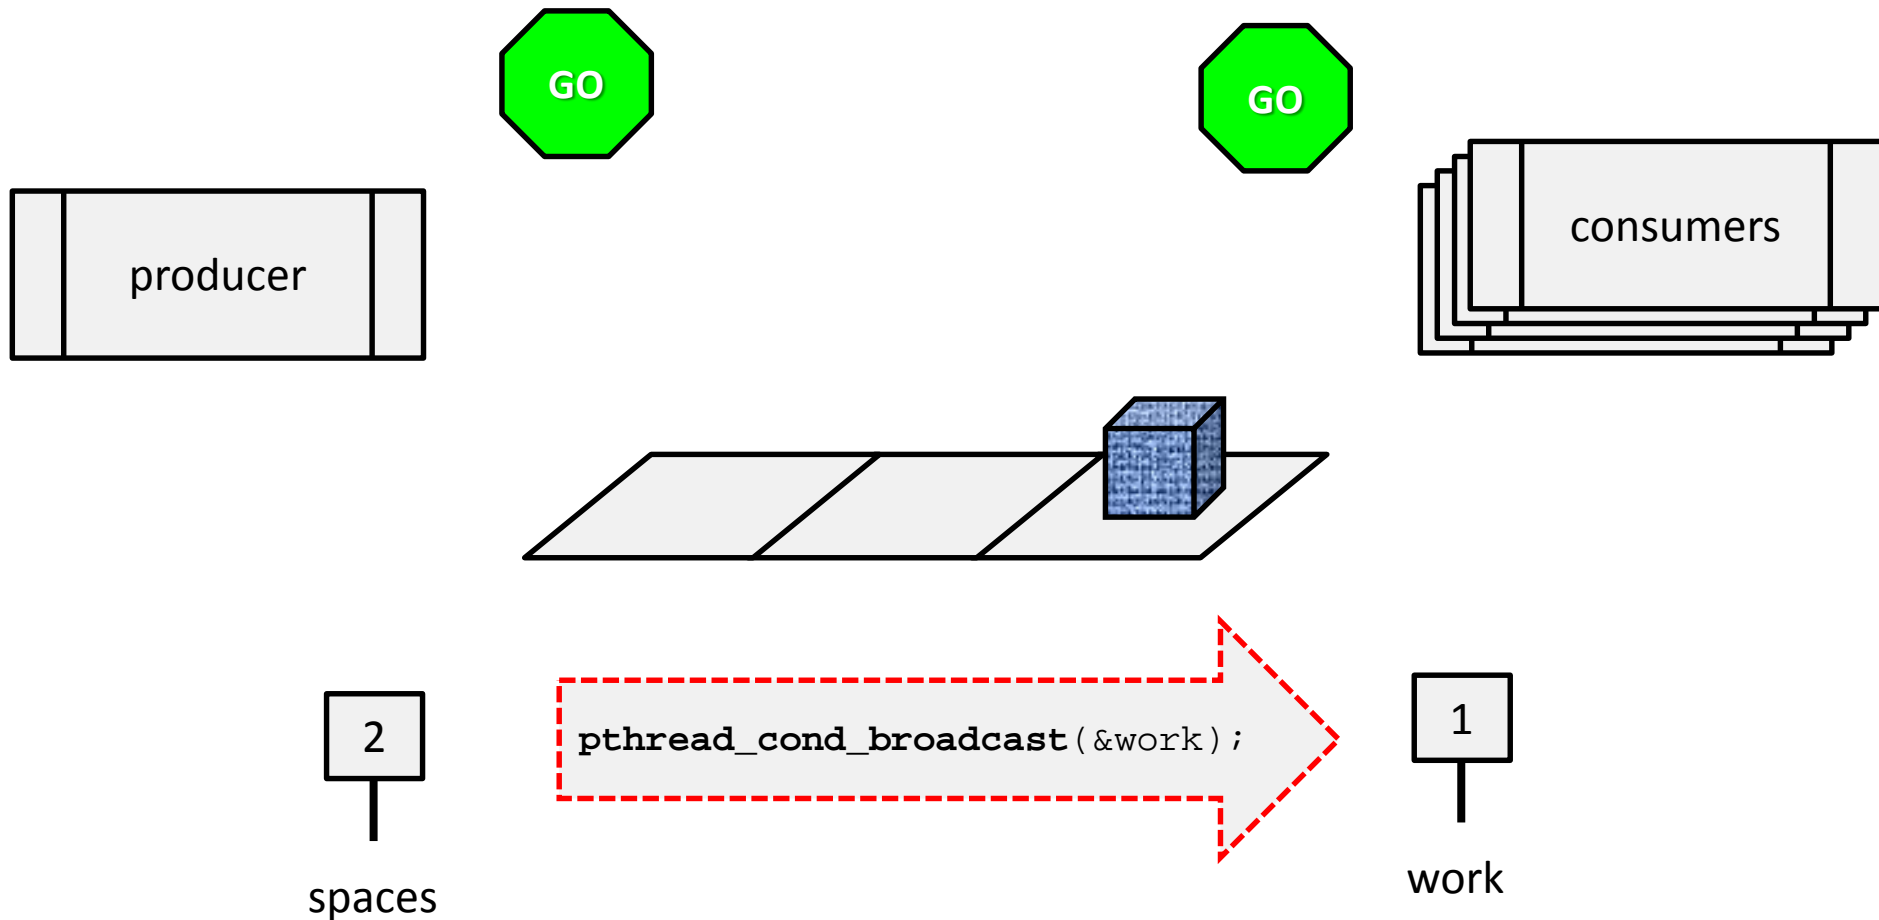 GO
GO
producer
consumers
pthread_cond_broadcast(&work);
2
1
spaces
work